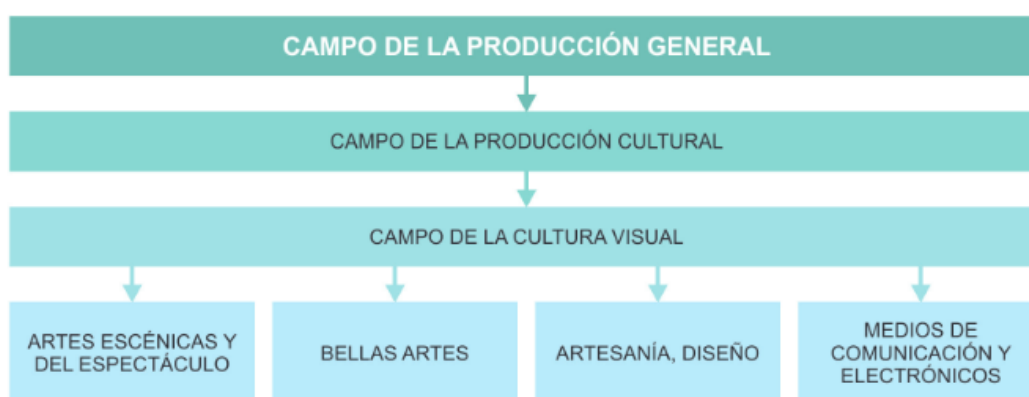 CAMPO DE LA PRODUCCIÓN GENERAL
CAMPO DE LA PRODUCCIÓN CULTURAL
CAMPO DE LA CULTURA VISUAL
ARTES ESCÉNICAS Y
DEL ESPECTÁCULO
BELLAS ARTES
ARTESANÍA, DISEÑO
MEDIOS DE
COMUNICACIÓN Y
ELECTRÓNICOS